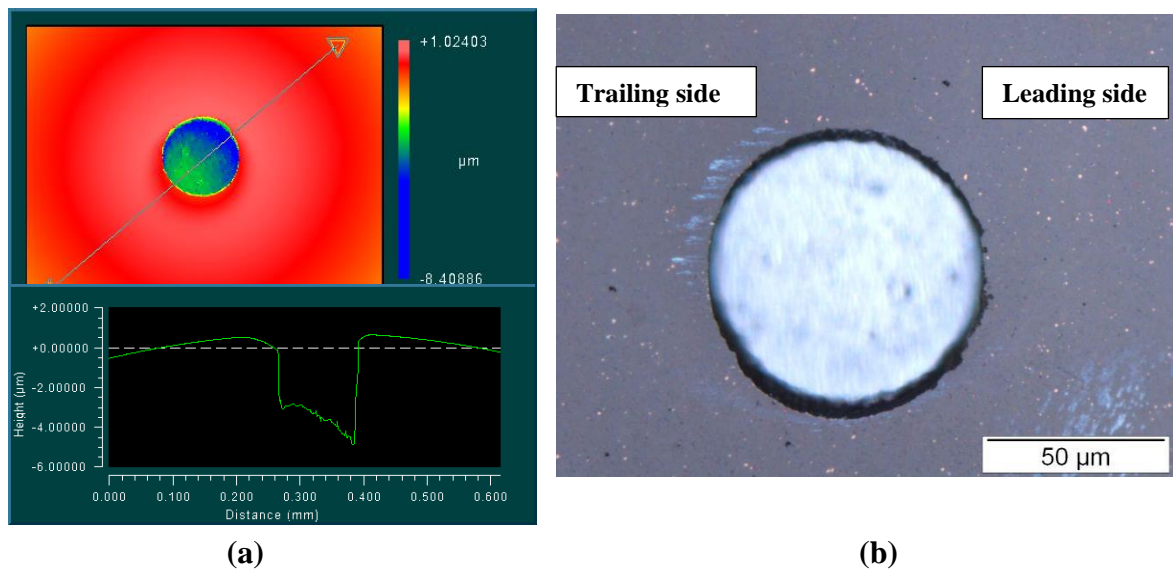 +1.02403
µm
-8.40886
+2.00000
+0.00000
-2.00000
-4.00000
-6.00000
Height (µm)
0.000 0.100 0.200 0.300 0.400 0.500 0.600
Distance (mm)
(a)
Trailing side
Leading side
50 µm
(b)